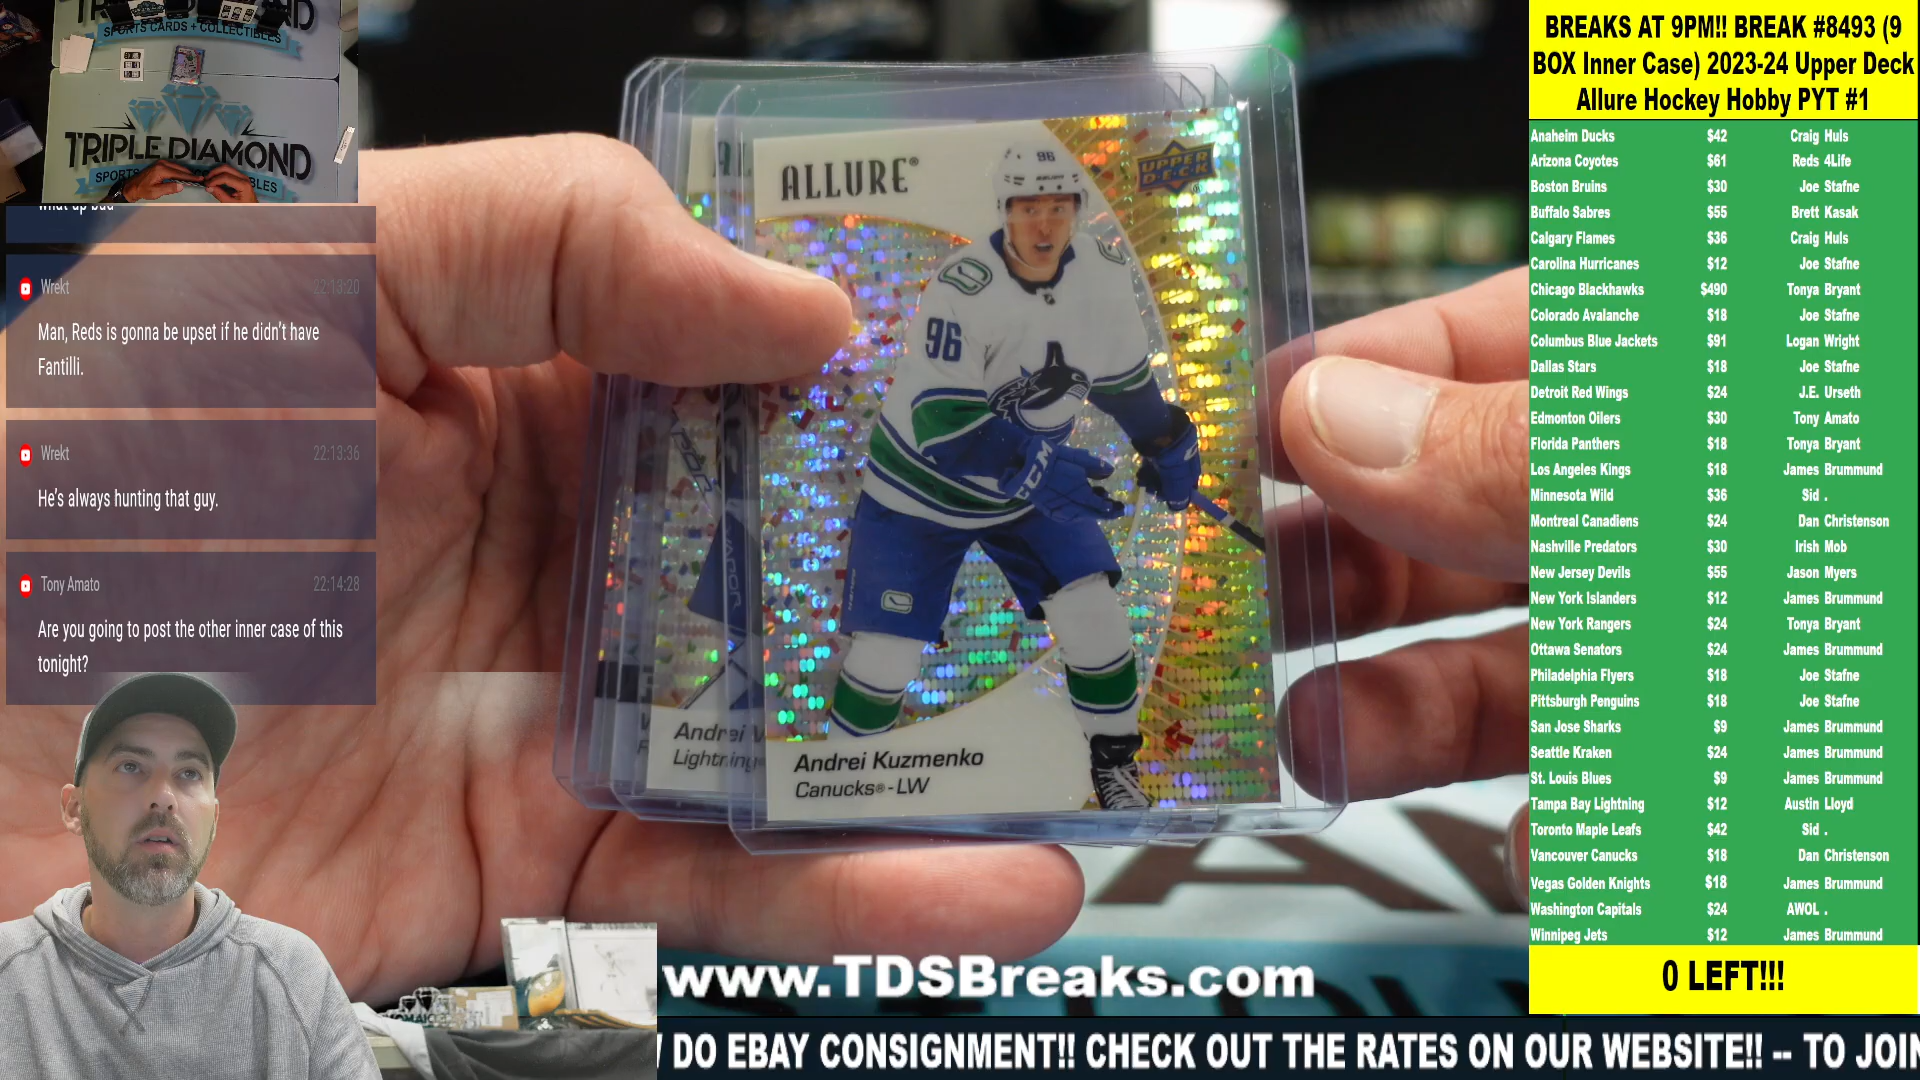 TRIPLE DIAMOND
SPORTS CARDS + COLLECTIBLES
TRIPLE DIAMOND
SPORTS
Wrekt 22:13:20
Man, Reds is gonna be upset if he didn't have
Fantilli.
Wrekt 22:13:36
He's always hunting that guy.
Tony Amato 22:14:28
Are you going to post the other inner case of this
tonight?
ALLURE®
UPPER
DECK
96
96
CCM
Andrei Kuzmenko
Canucks®-LW
Andrei V
Lightning
www.TDSBreaks.com
DO EBAY CONSIGNMENT!! CHECK OUT THE RATES ON OUR WEBSITE!! -- TO JOIN
BREAKS AT 9PM!! BREAK #8493 (9
BOX Inner Case) 2023-24 Upper Deck
Allure Hockey Hobby PYT #1
Anaheim Ducks $42 Craig Huls
Arizona Coyotes $61 Reds 4Life
Boston Bruins $30 Joe Stafne
Buffalo Sabres $55 Brett Kasak
Calgary Flames $36 Craig Huls
Carolina Hurricanes $12 Joe Stafne
Chicago Blackhawks $490 Tonya Bryant
Colorado Avalanche $18 Joe Stafne
Columbus Blue Jackets $91 Logan Wright
Dallas Stars $18 Joe Stafne
Detroit Red Wings $24 J.E. Urseth
Edmonton Oilers $30 Tony Amato
Florida Panthers $18 Tonya Bryant
Los Angeles Kings $18 James Brummund
Minnesota Wild $36 Sid .
Montreal Canadiens $24 Dan Christenson
Nashville Predators $30 Irish Mob
New Jersey Devils $55 Jason Myers
New York Islanders $12 James Brummund
New York Rangers $24 Tonya Bryant
Ottawa Senators $24 James Brummund
Philadelphia Flyers $18 Joe Stafne
Pittsburgh Penguins $18 Joe Stafne
San Jose Sharks $9 James Brummund
Seattle Kraken $24 James Brummund
St. Louis Blues $9 James Brummund
Tampa Bay Lightning $12 Austin Lloyd
Toronto Maple Leafs $42 Sid .
Vancouver Canucks $18 Dan Christenson
Vegas Golden Knights $18 James Brummund
Washington Capitals $24 AWOL .
Winnipeg Jets $12 James Brummund
0 LEFT!!!